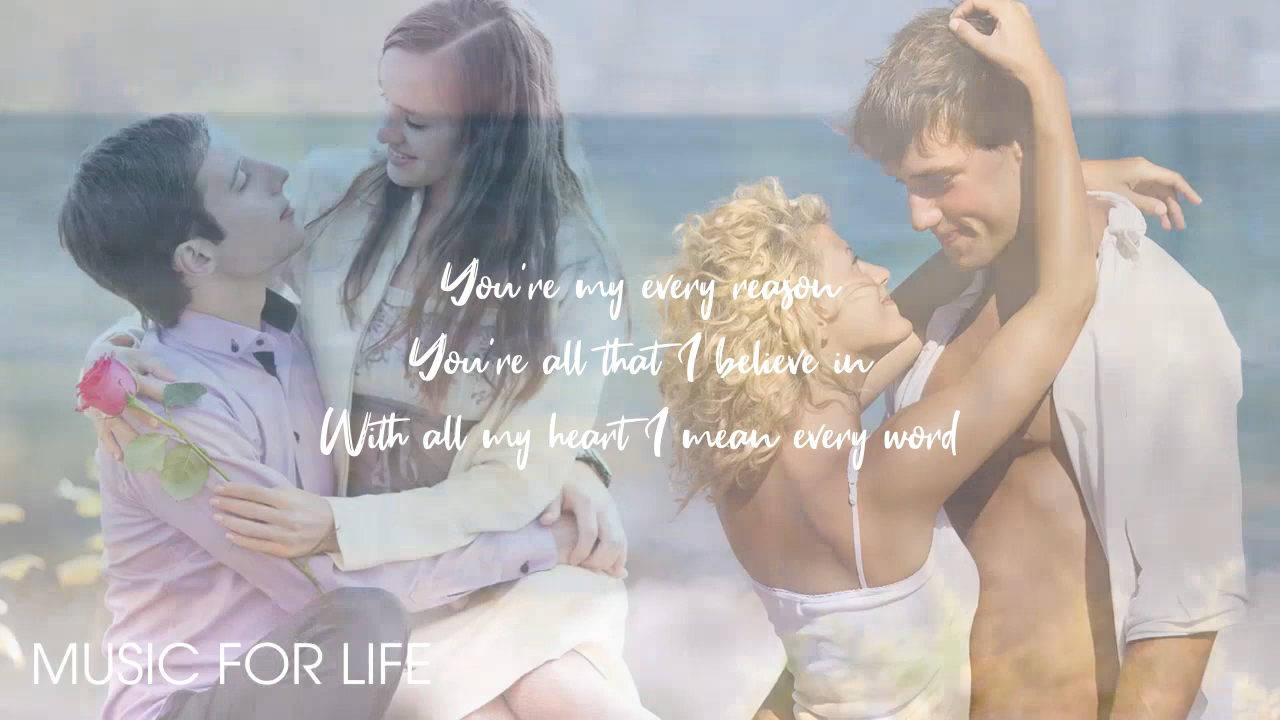 You're my every reason
You're all that I believe in
With all my heart I mean every word
MUSIC FOR LIFE